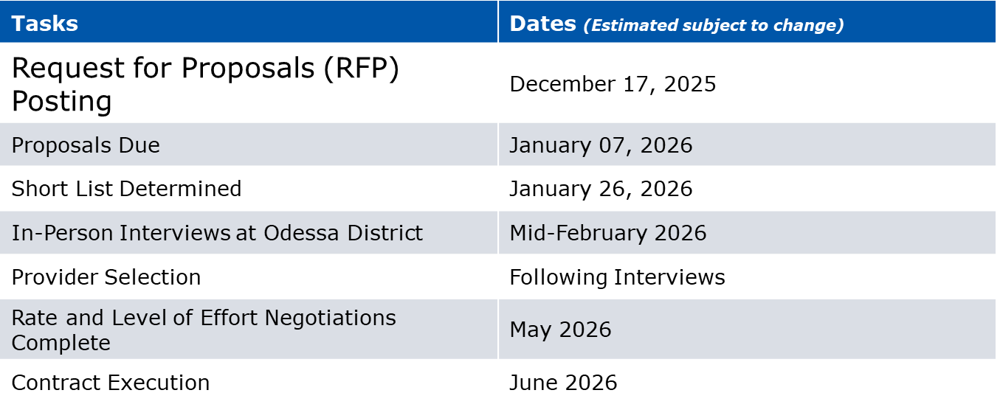 Tasks
Dates (Estimated subject to change)
Request for Proposals (RFP)
Posting
December 17, 2025
Proposals Due
January 07, 2026
Short List Determined
January 26, 2026
In-Person Interviews at Odessa District
Mid-February 2026
Provider Selection
Following Interviews
Rate and Level of Effort Negotiations
Complete
May 2026
Contract Execution
June 2026